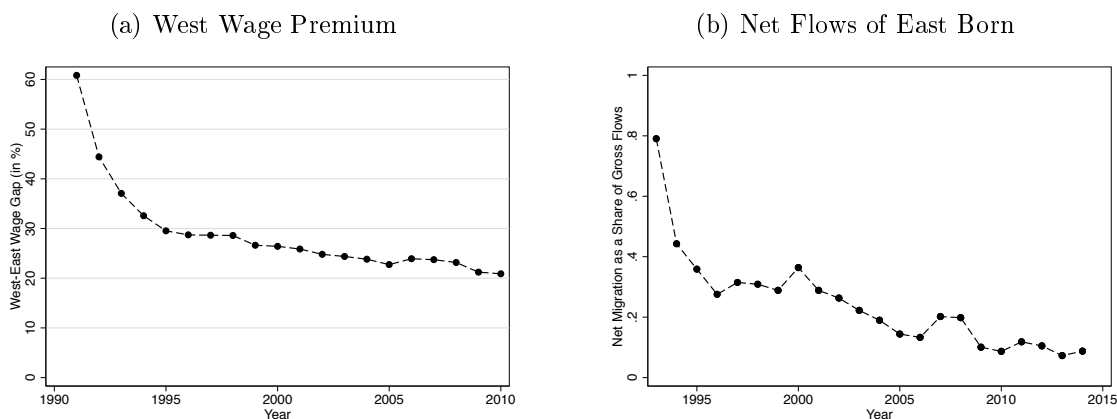 (a) West Wage Premium
West-East Wage Gap (in %)
60
50
40
30
20
10
0
1990 1995 2000 2005 2010
Year
(b) Net Flows of East Born
Net Migration as a Share of Gross Flows
1
.8
.6
.4
.2
0
1995 2000 2005 2010 2015
Year